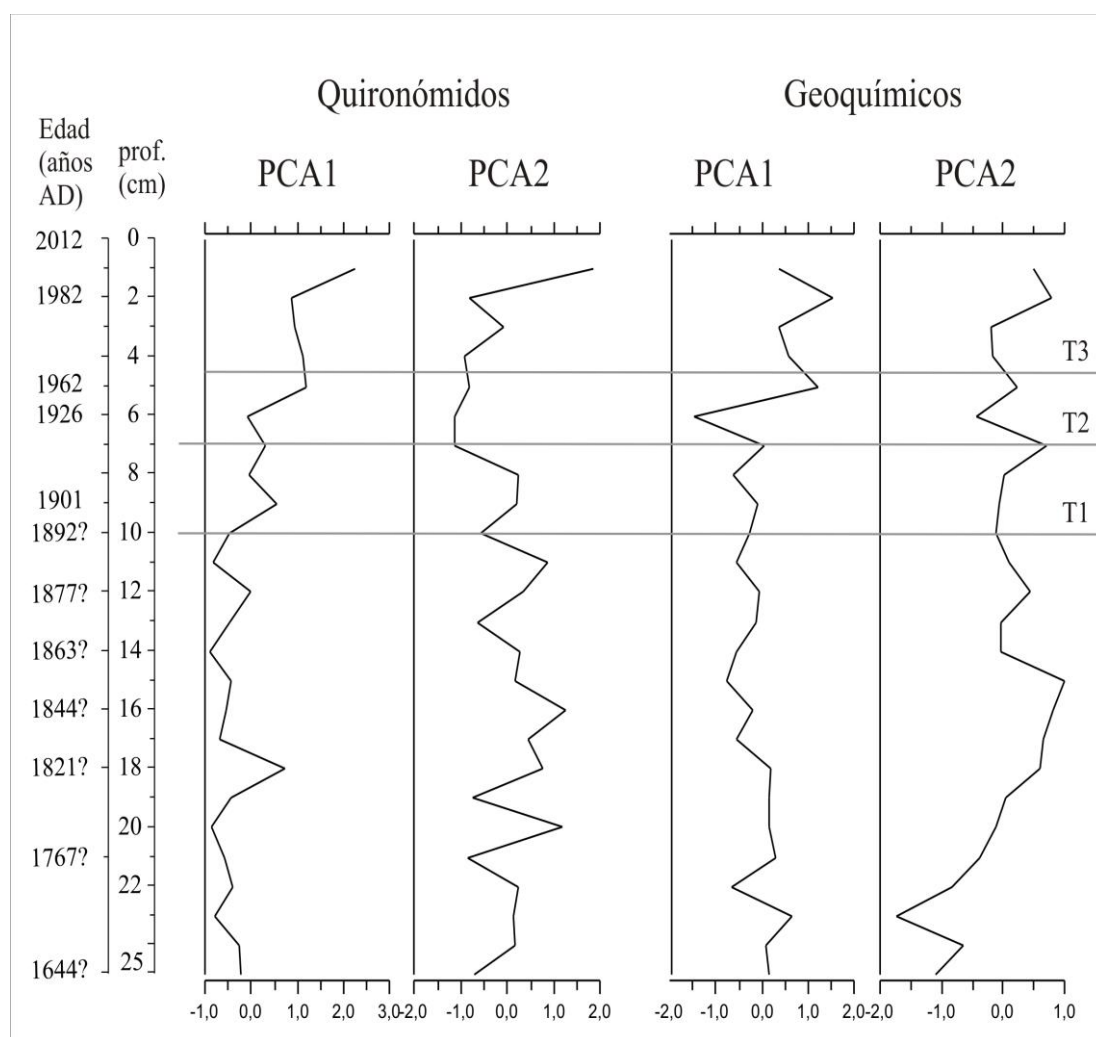 Quironómidos Geoquímicos
Edad
(años
AD)
prof.
(cm)
PCA1 PCA2 PCA1 PCA2
2012 0
1982 2
4 T3
1962
1926 6 T2
8
1901 T1
1892? 10
1877? 12
1863? 14
1844? 16
1821? 18
20
1767?
22
1644? 25
-1,0 0,0 1,0 2,0 3,0 -2,0 -1,0 0,0 1,0 2,0 -2,0 -1,0 0,0 1,0 2,0 -2,0 -1,0 0,0 1,0